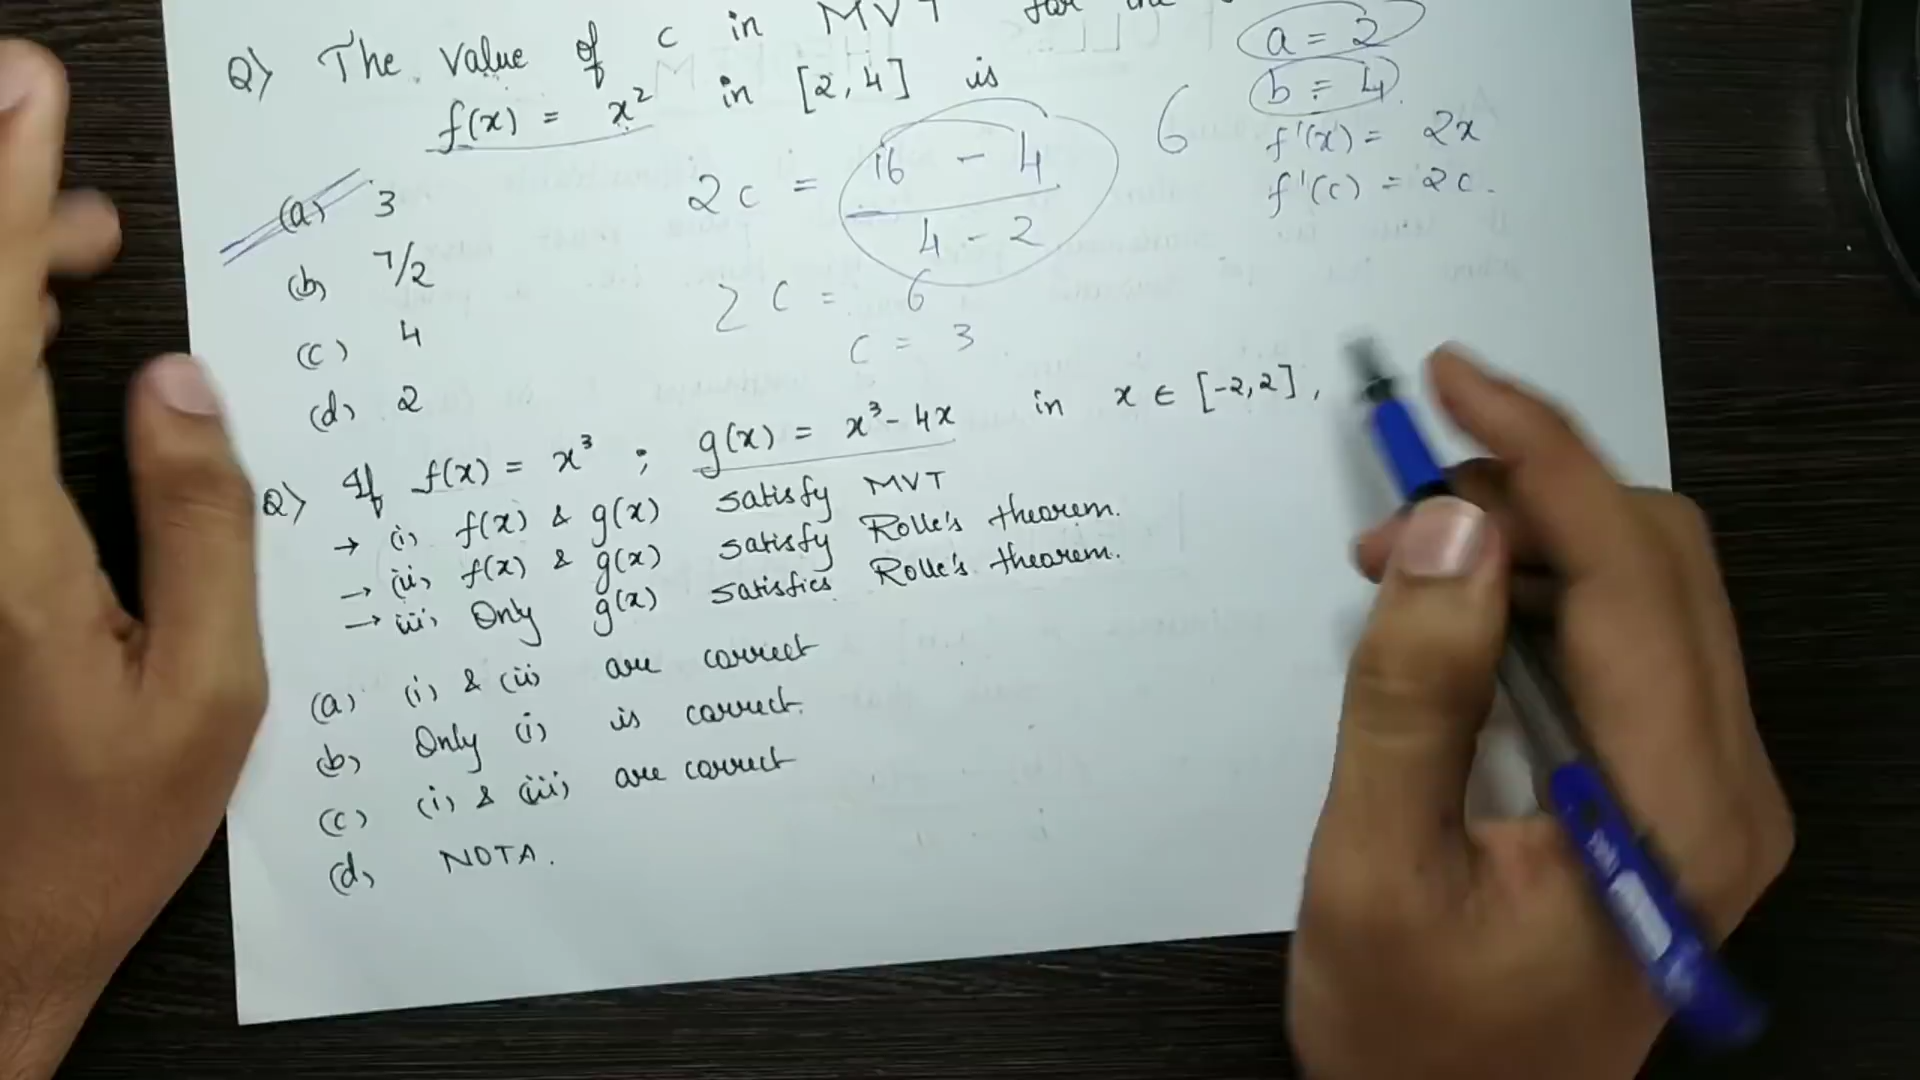 Q) The value of c in MVT for the
f(x) = x² in [2, 4] is
(a) 3
(b) 7/2
(c) 4
(d) 2
2c = 16 - 4 / 4 - 2
2c = 6
c = 3
6
a = 2
b = 4
f'(x) = 2x
f'(c) = 2c.
Q) If f(x) = x³ ; g(x) = x³ - 4x in x ∈ [-2, 2],
→ (i) f(x) & g(x) satisfy MVT
→ (ii) f(x) & g(x) satisfy Rolle's theorem.
→ iii) Only g(x) satisfies Rolle's theorem.
(a) (i) & (ii) are correct
(b) Only (i) is correct.
(c) (i) & (iii) are correct
(d) NOTA.